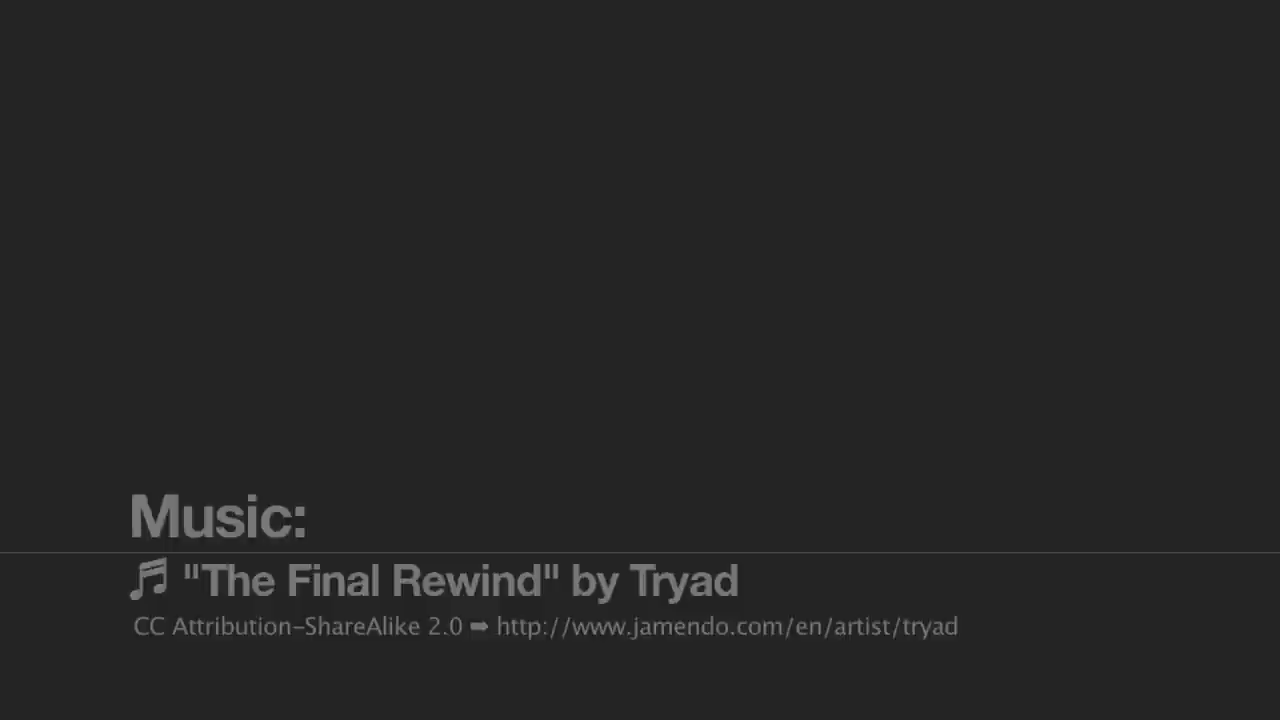 Music:
♫ "The Final Rewind" by Tryad
CC Attribution-ShareAlike 2.0 ➡ http://www.jamendo.com/en/artist/tryad